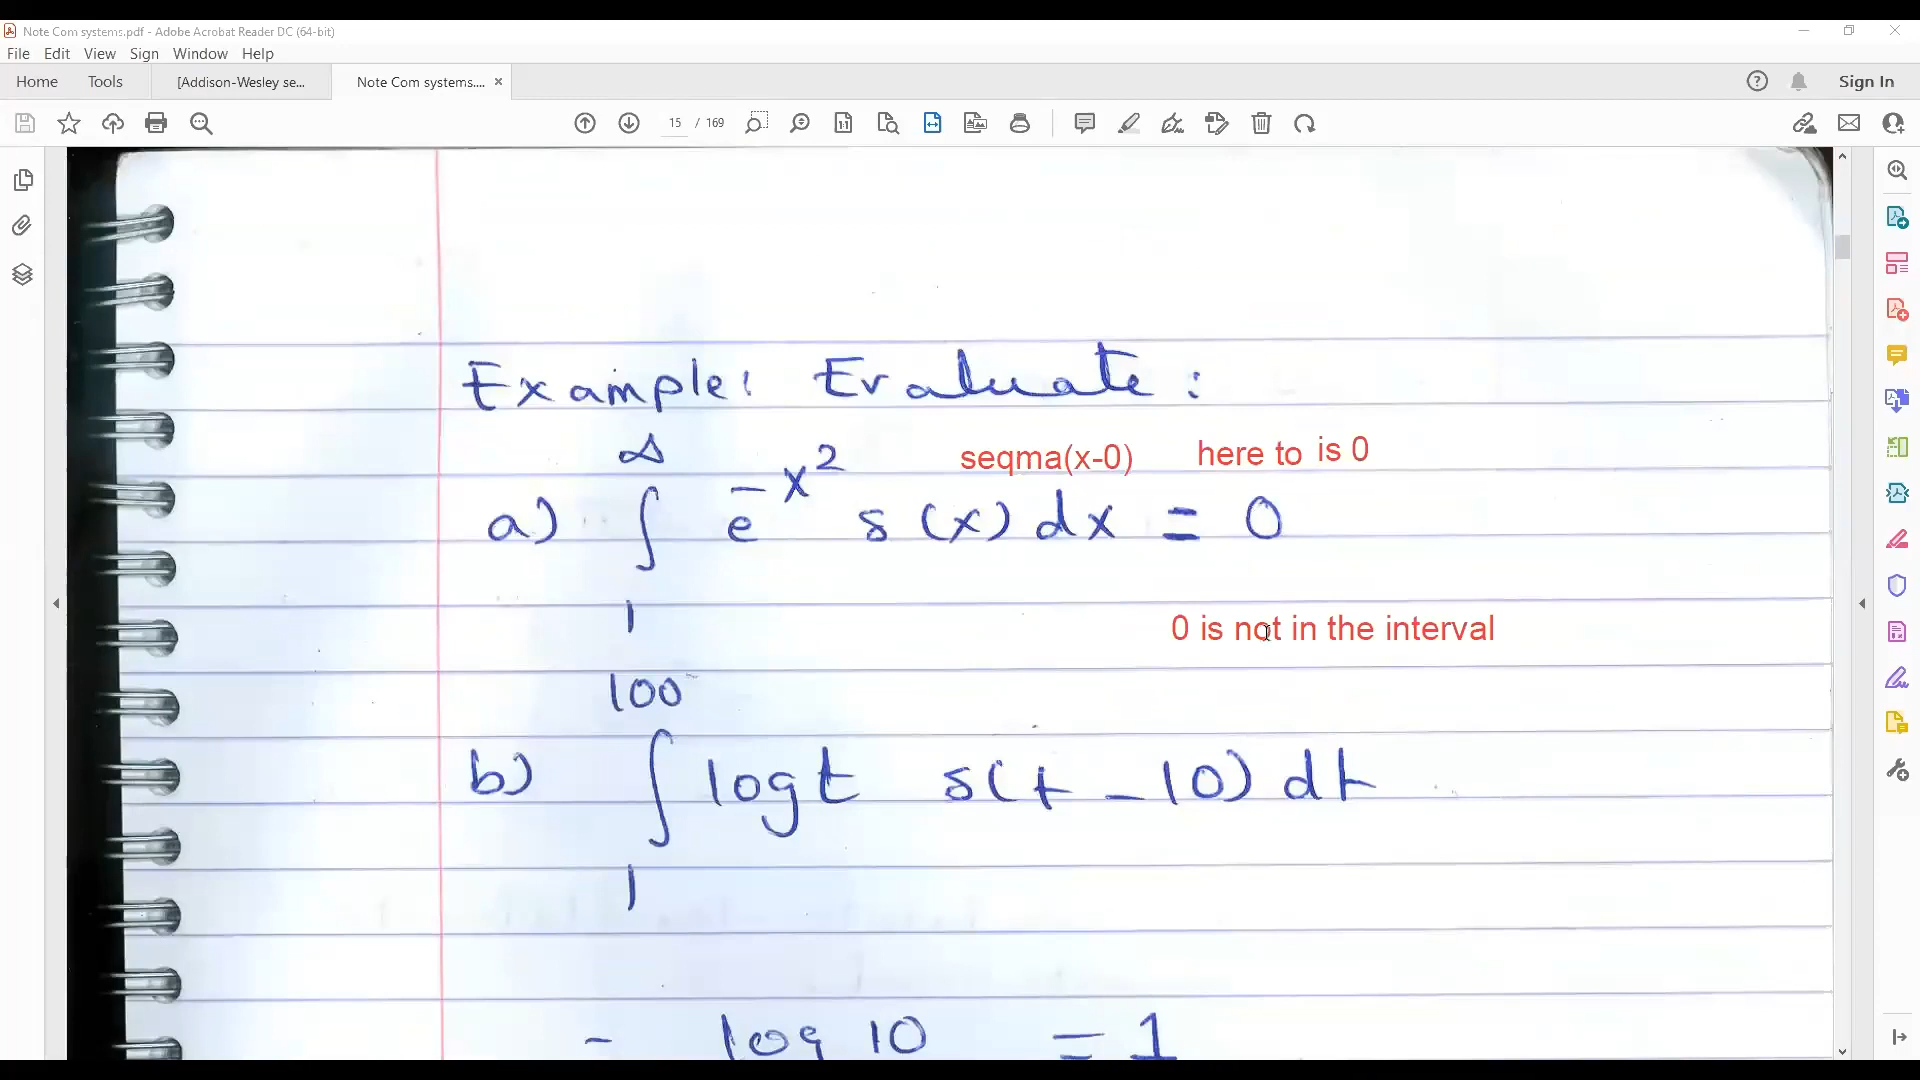 Note Com systems.pdf - Adobe Acrobat Reader DC (64-bit)
File Edit View Sign Window Help
Home Tools [Addison-Wesley se... Note Com systems.... × Sign In
15 / 169
Example: Evaluate:
seqma(x-0) here to is 0
a) ∫₁^∞ e^-x² δ(x) dx = 0
0 is not in the interval
b) ∫₁^100 log t δ(t - 10) dt
= log 10 = 1